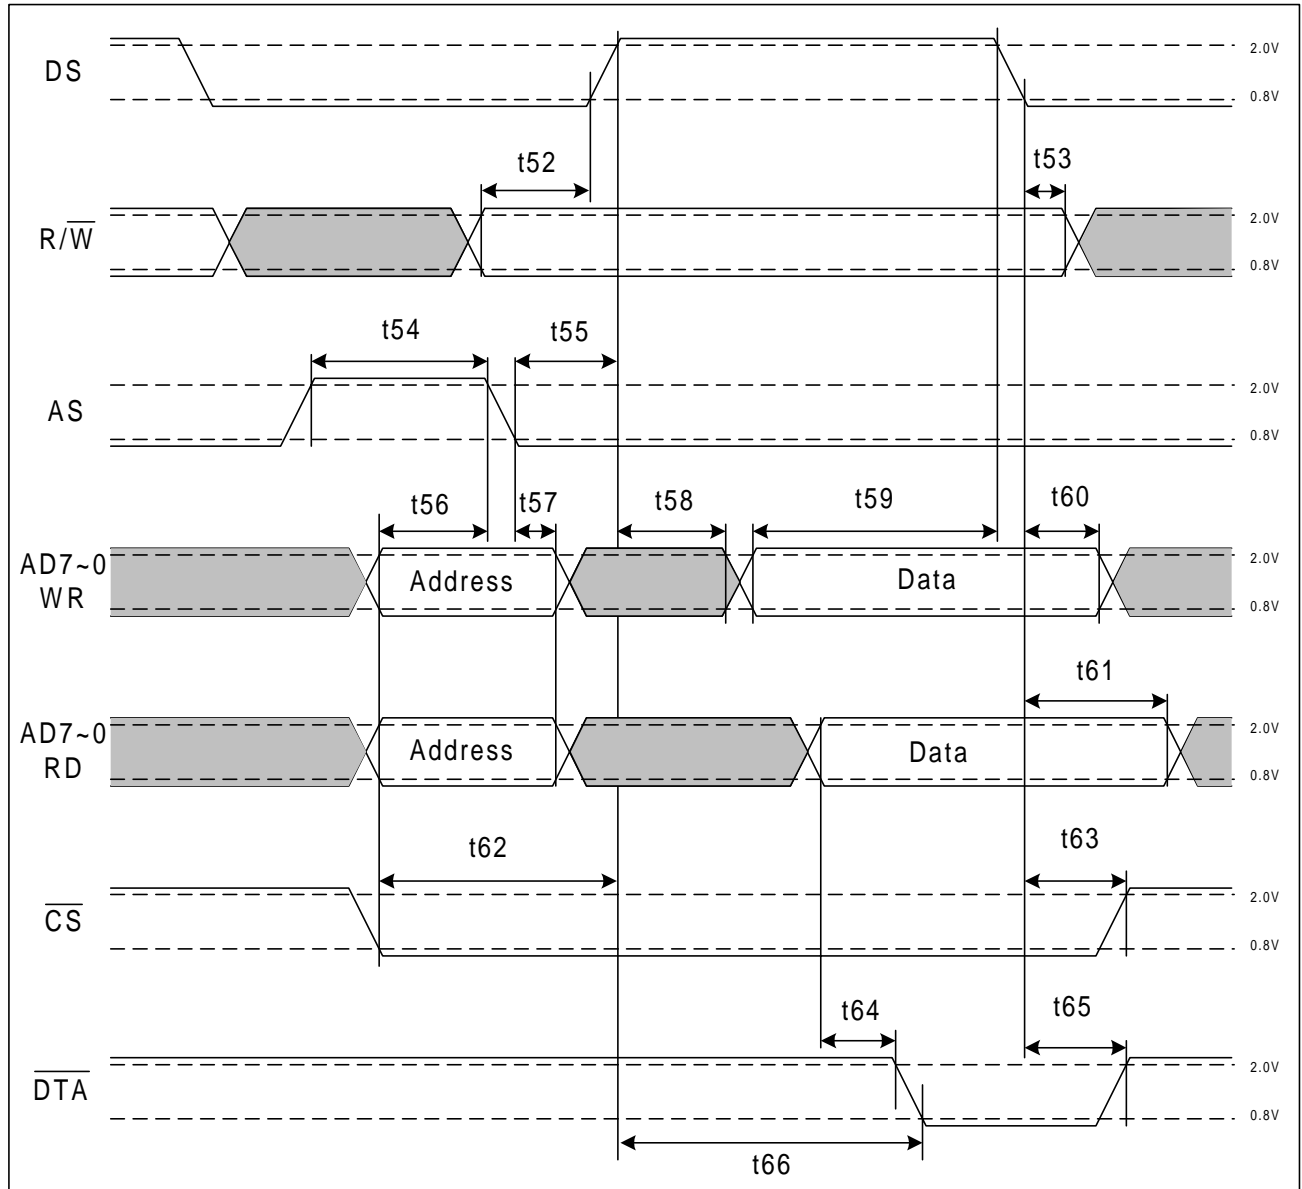 DS
2.0V
0.8V
t52
t53
R/W̅
2.0V
0.8V
t54
t55
AS
2.0V
0.8V
t56
t57
t58
t59
t60
AD7~0
WR
Address
Data
2.0V
0.8V
t61
AD7~0
RD
Address
Data
2.0V
0.8V
t62
t63
C̅S̅
2.0V
0.8V
t64
t65
D̅T̅A̅
2.0V
0.8V
t66